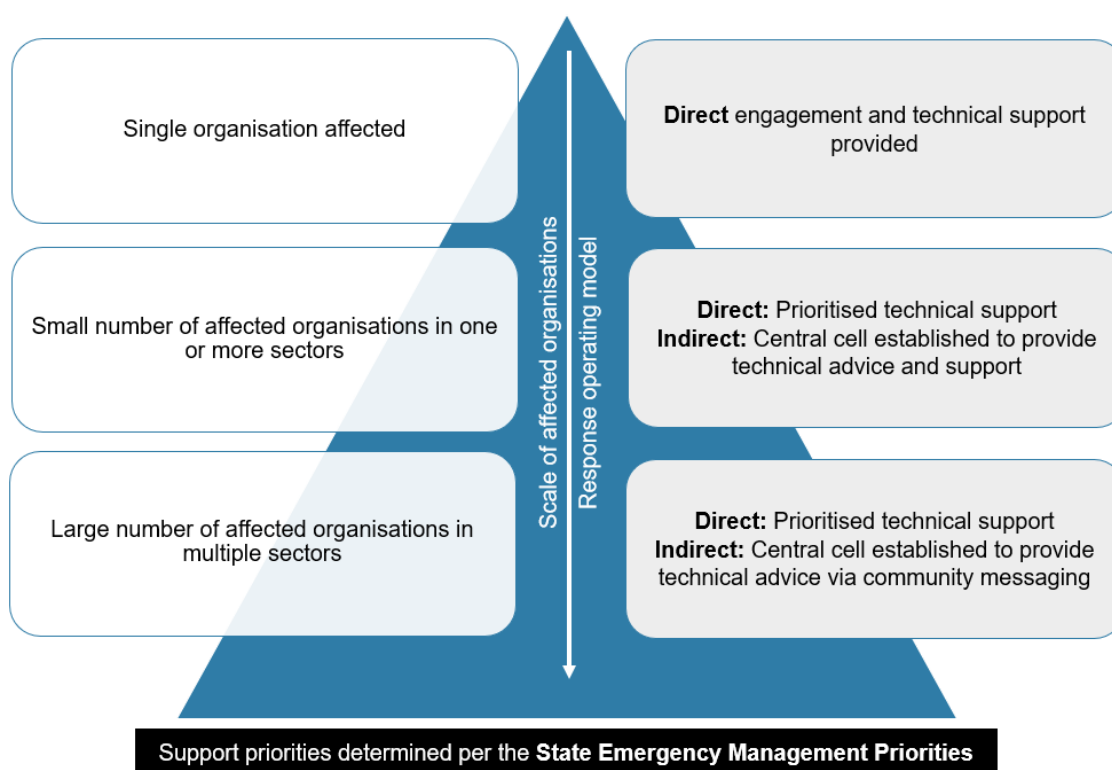 Single organisation affected
Direct engagement and technical support
provided
Small number of affected organisations in one
or more sectors
Direct: Prioritised technical support
Indirect: Central cell established to provide
technical advice and support
Large number of affected organisations in
multiple sectors
Direct: Prioritised technical support
Indirect: Central cell established to provide
technical advice via community messaging
Scale of affected organisations
Response operating model
Support priorities determined per the State Emergency Management Priorities